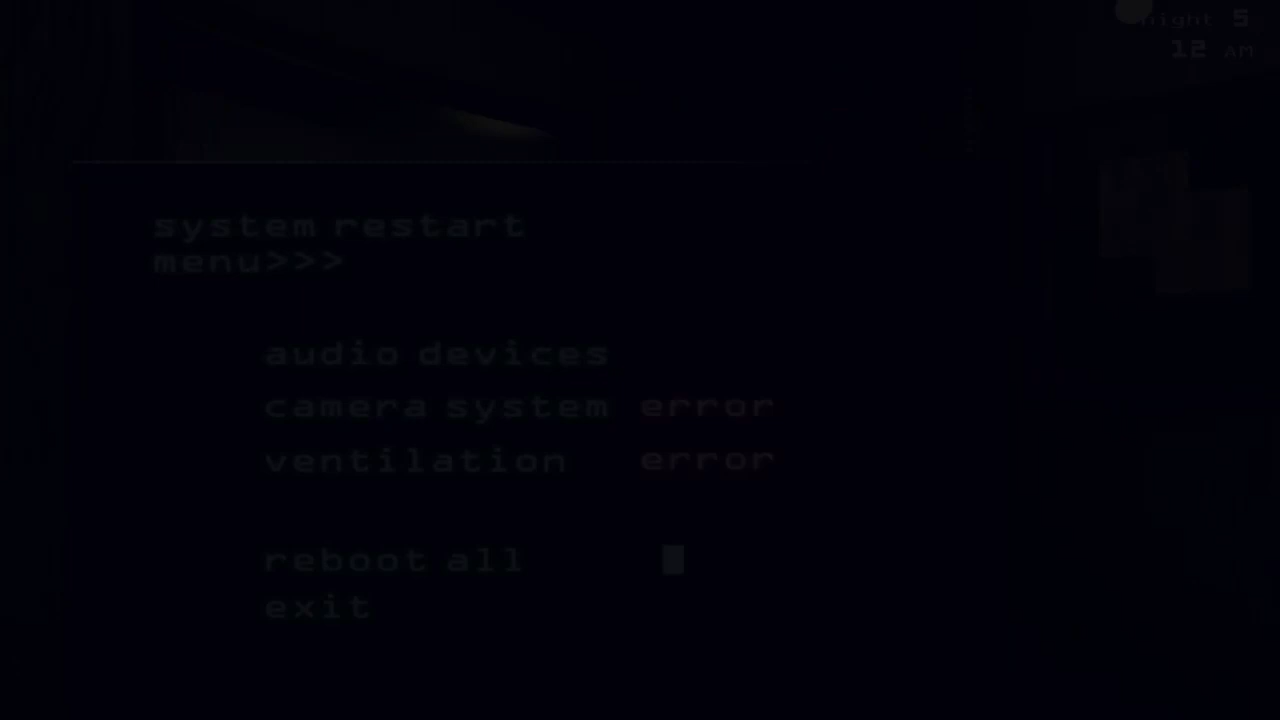 night 5
12 AM
system restart
menu>>>
audio devices
camera system error
ventilation error
reboot all
exit